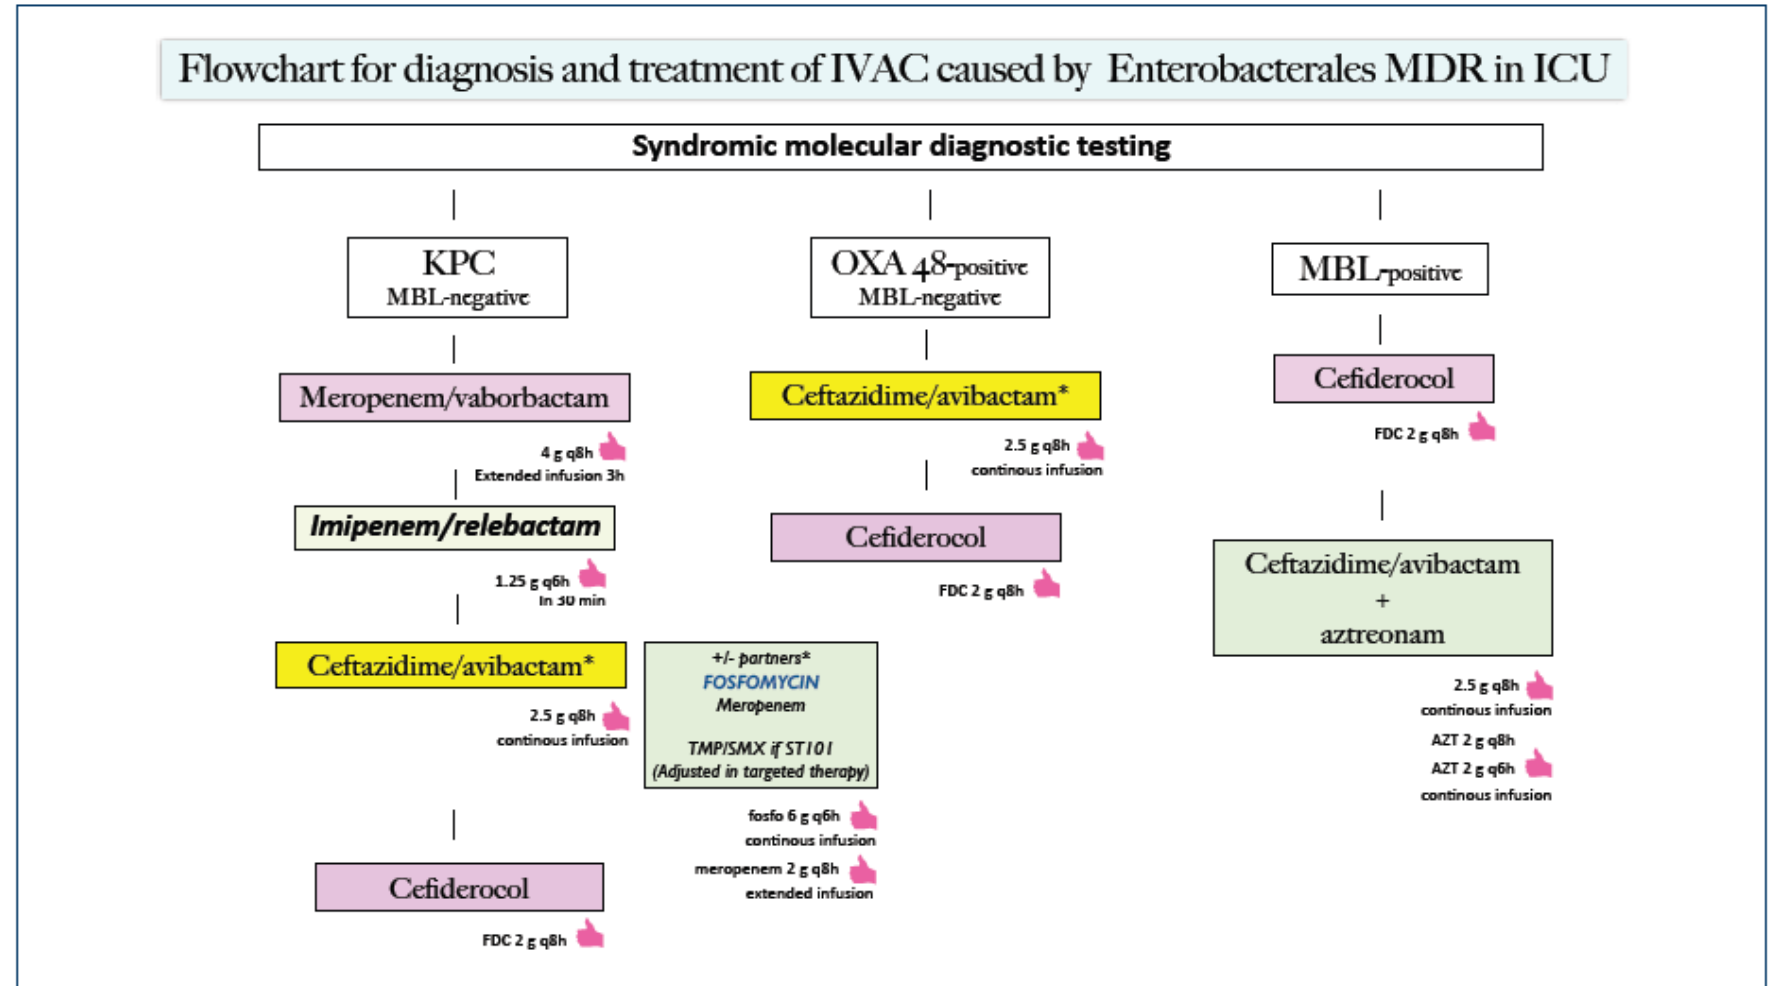 Flowchart for diagnosis and treatment of IVAC caused by Enterobacterales MDR in ICU
Syndromic molecular diagnostic testing
KPC
MBL-negative
Meropenem/vaborbactam
4 g q8h
Extended infusion 3h
Imipenem/relebactam
1.25 g q6h
In 30 min
Ceftazidime/avibactam*
2.5 g q8h
continous infusion
+/- partners*
FOSFOMYCIN
Meropenem
TMP/SMX if ST101
(Adjusted in targeted therapy)
fosfo 6 g q6h
continous infusion
meropenem 2 g q8h
extended infusion
Cefiderocol
FDC 2 g q8h
OXA 48-positive
MBL-negative
Ceftazidime/avibactam*
2.5 g q8h
continous infusion
Cefiderocol
FDC 2 g q8h
MBL-positive
Cefiderocol
FDC 2 g q8h
Ceftazidime/avibactam
+
aztreonam
2.5 g q8h
continous infusion
AZT 2 g q8h
AZT 2 g q6h
continous infusion